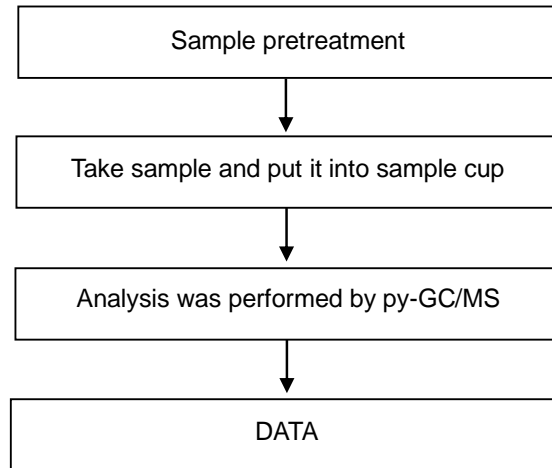 Sample pretreatment
Take sample and put it into sample cup
Analysis was performed by py-GC/MS
DATA